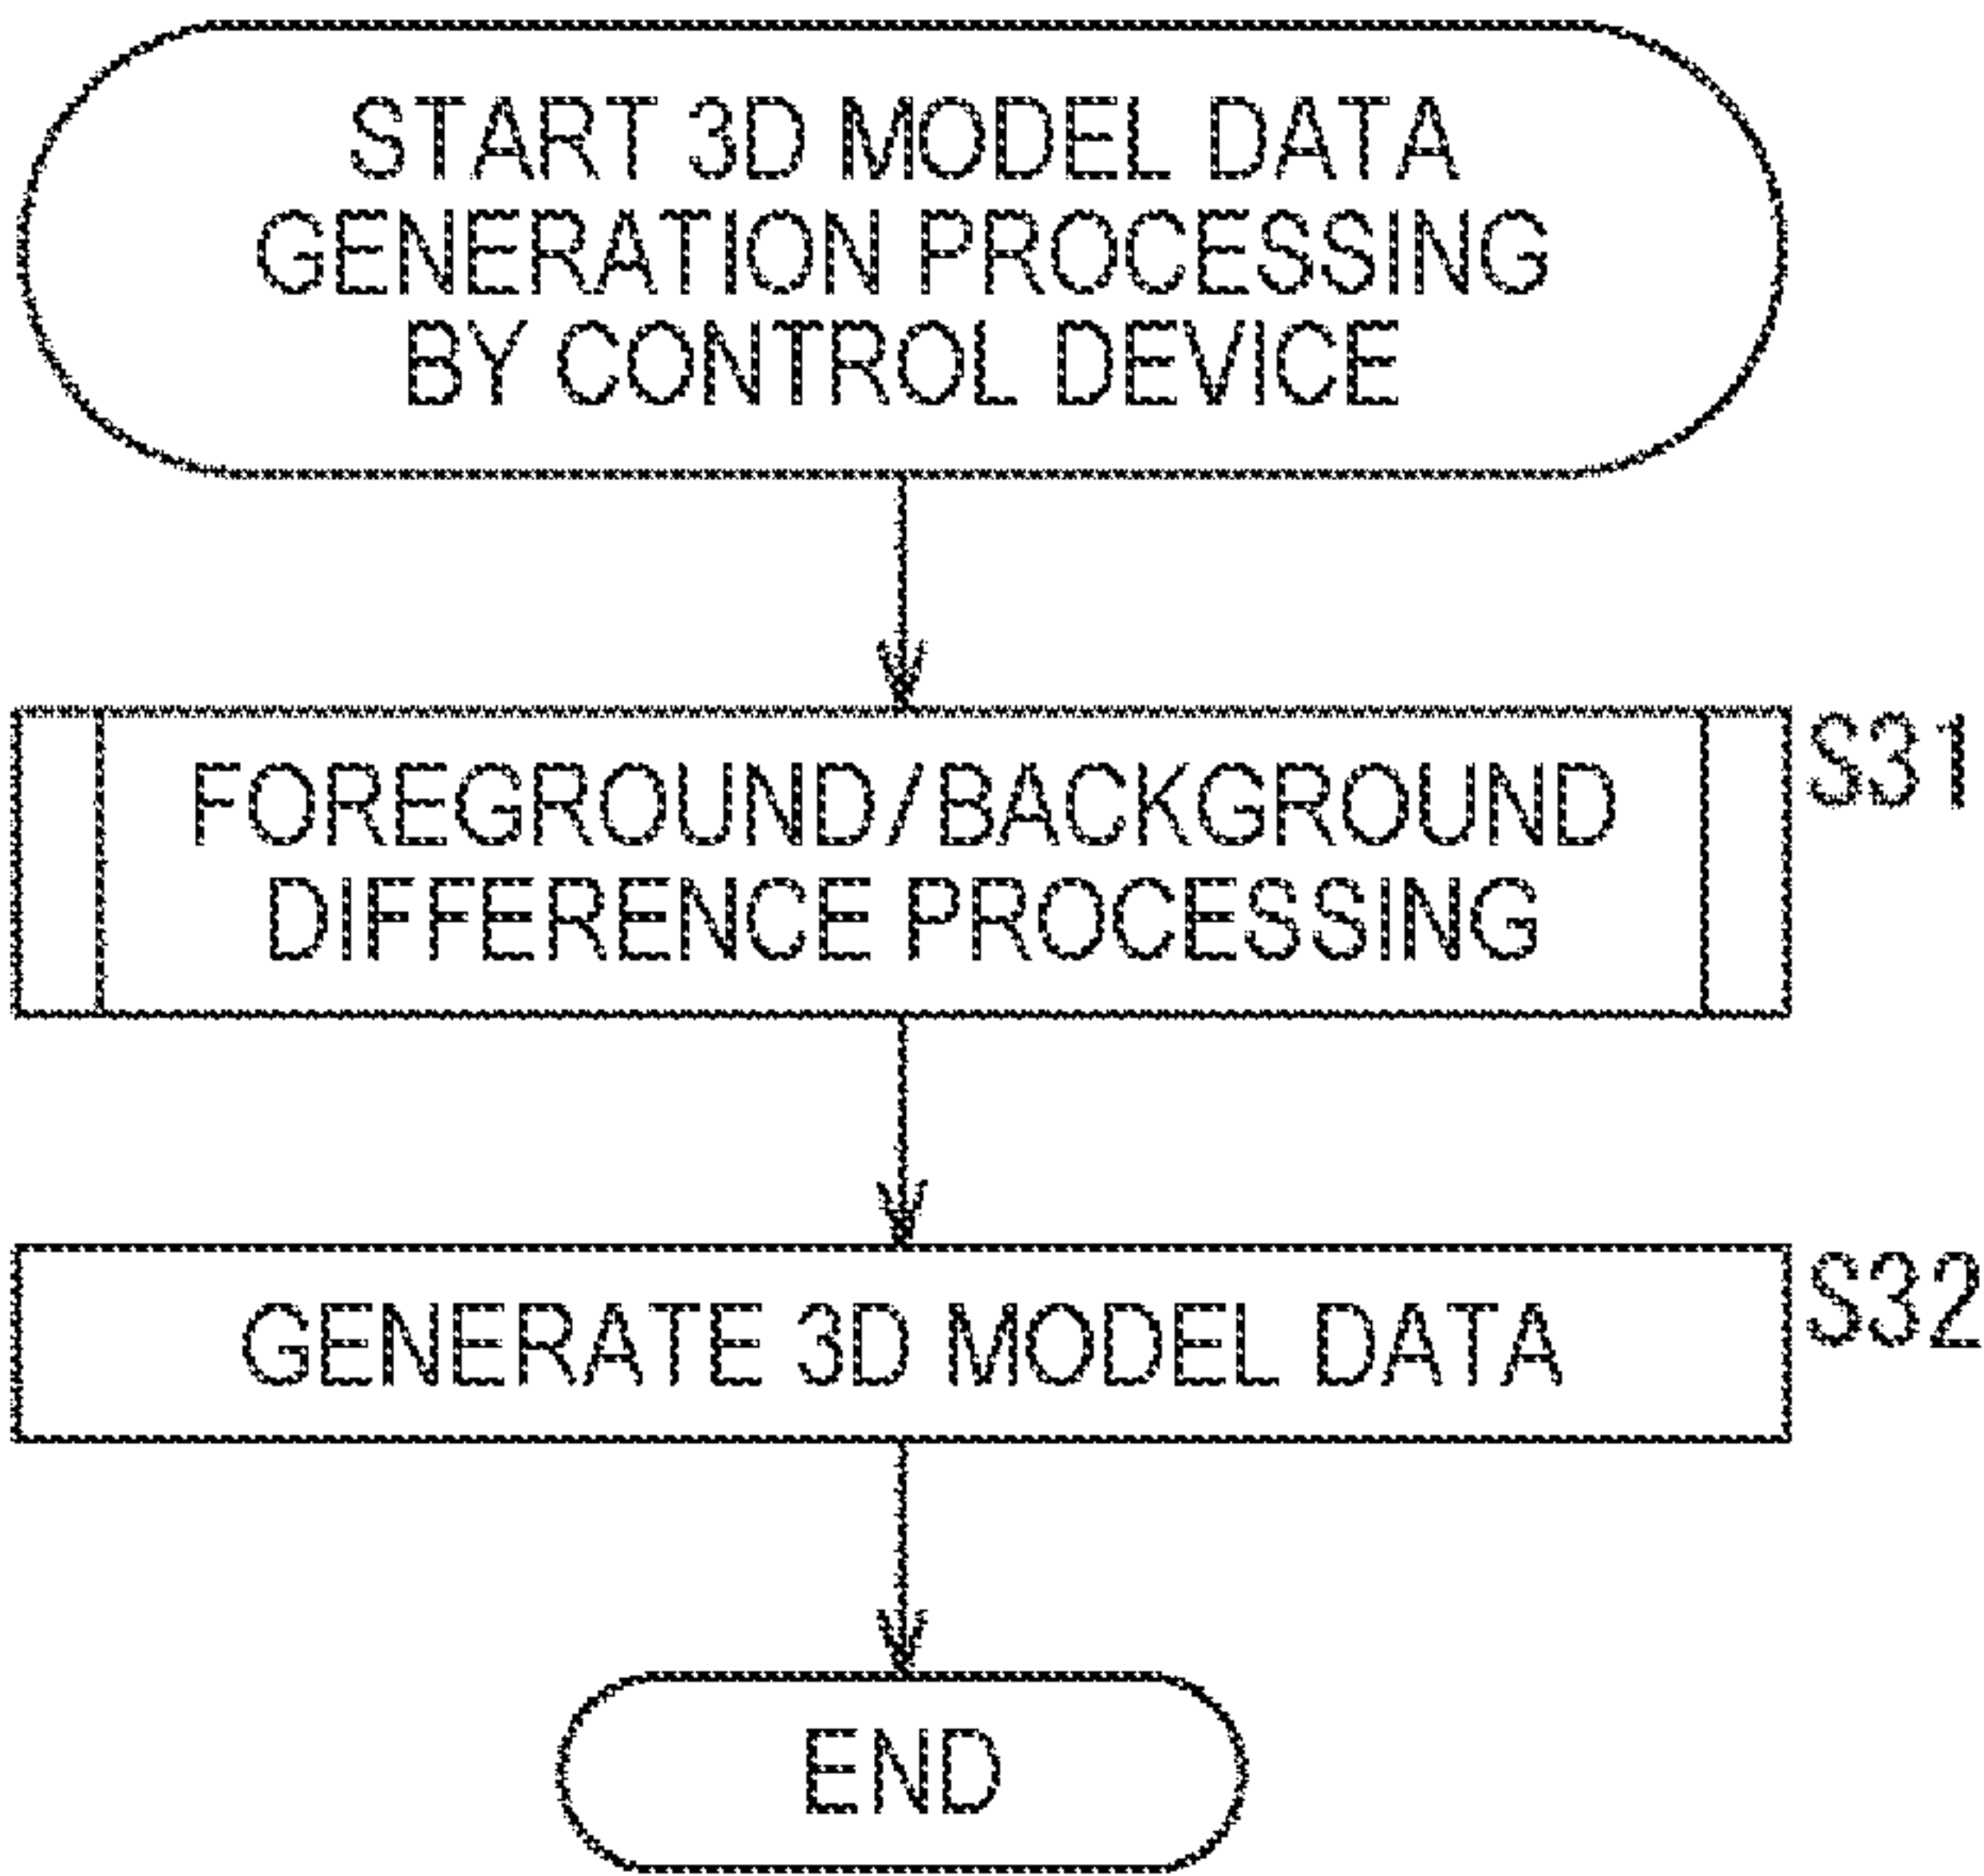 START 3D MODEL DATA
GENERATION PROCESSING
BY CONTROL DEVICE
FOREGROUND/BACKGROUND
DIFFERENCE PROCESSING
S31
GENERATE 3D MODEL DATA
S32
END